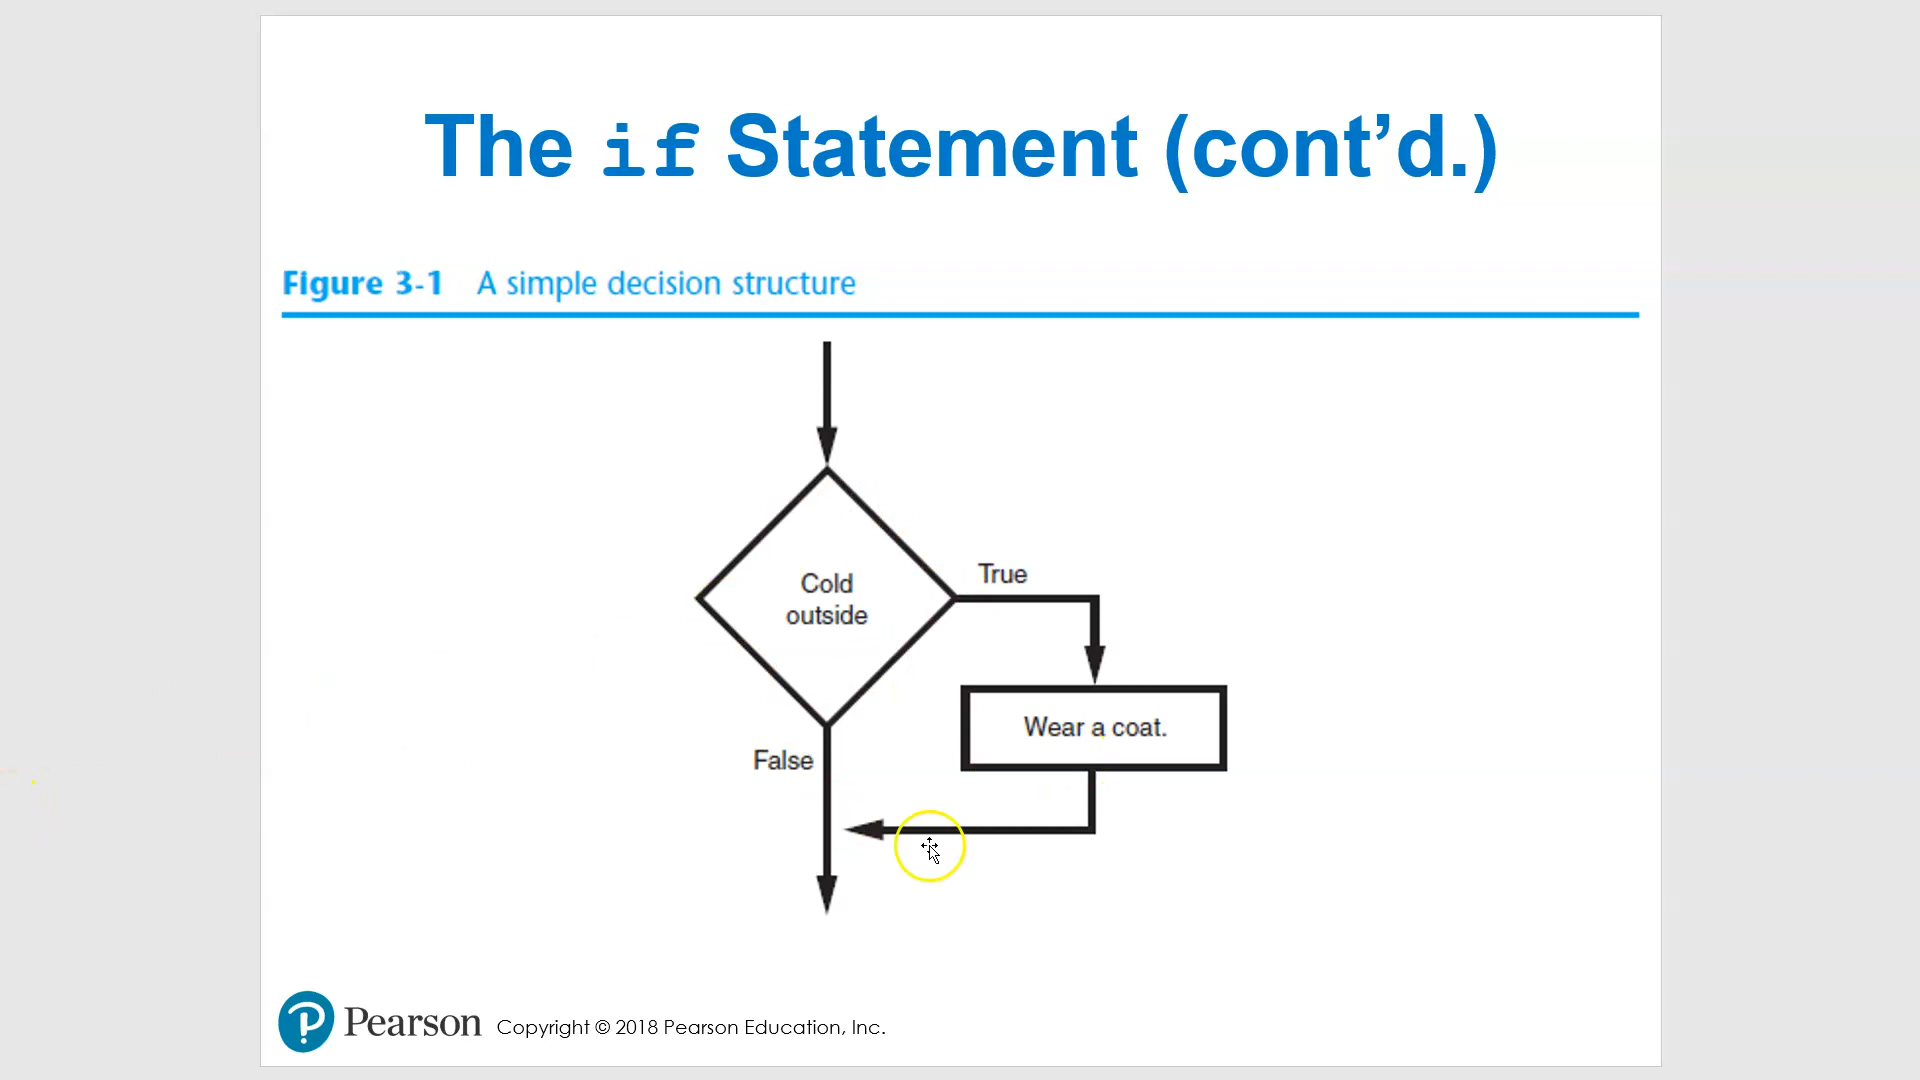 The if Statement (cont’d.)
Figure 3-1 A simple decision structure
Cold
outside
True
Wear a coat.
False
Pearson Copyright © 2018 Pearson Education, Inc.